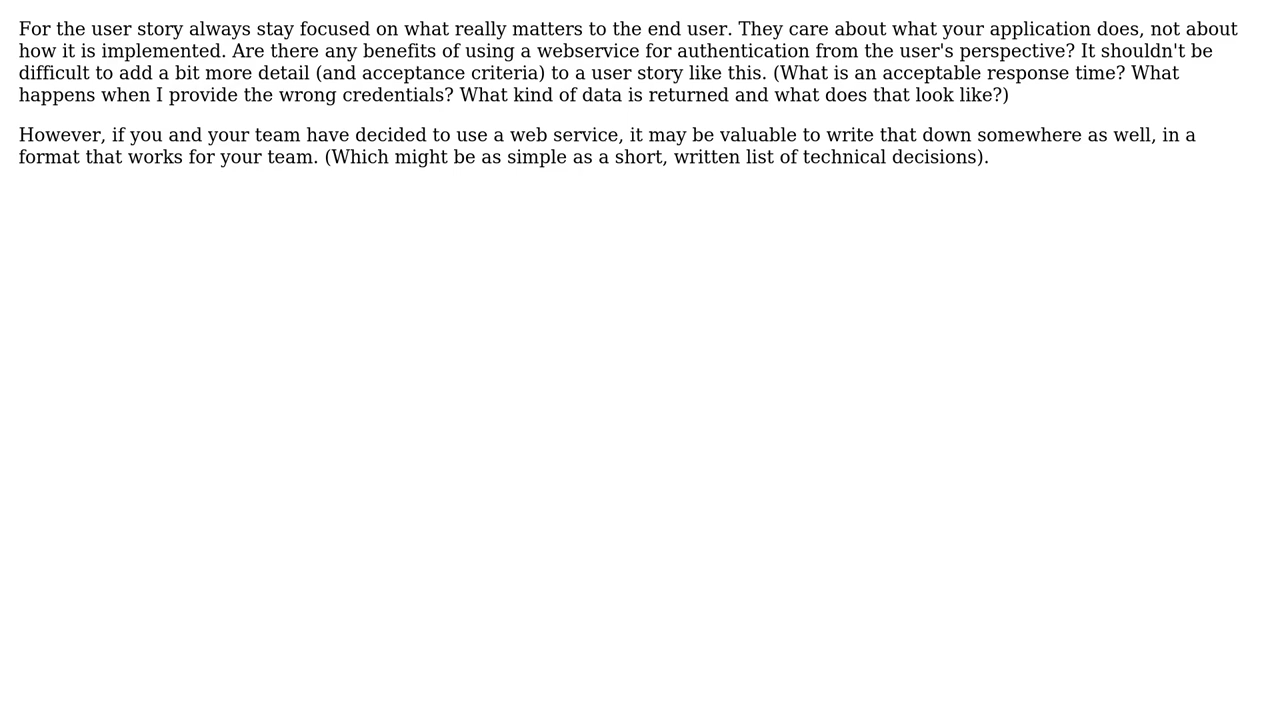 For the user story always stay focused on what really matters to the end user. They care about what your application does, not about
how it is implemented. Are there any benefits of using a webservice for authentication from the user's perspective? It shouldn't be
difficult to add a bit more detail (and acceptance criteria) to a user story like this. (What is an acceptable response time? What
happens when I provide the wrong credentials? What kind of data is returned and what does that look like?)
However, if you and your team have decided to use a web service, it may be valuable to write that down somewhere as well, in a
format that works for your team. (Which might be as simple as a short, written list of technical decisions).